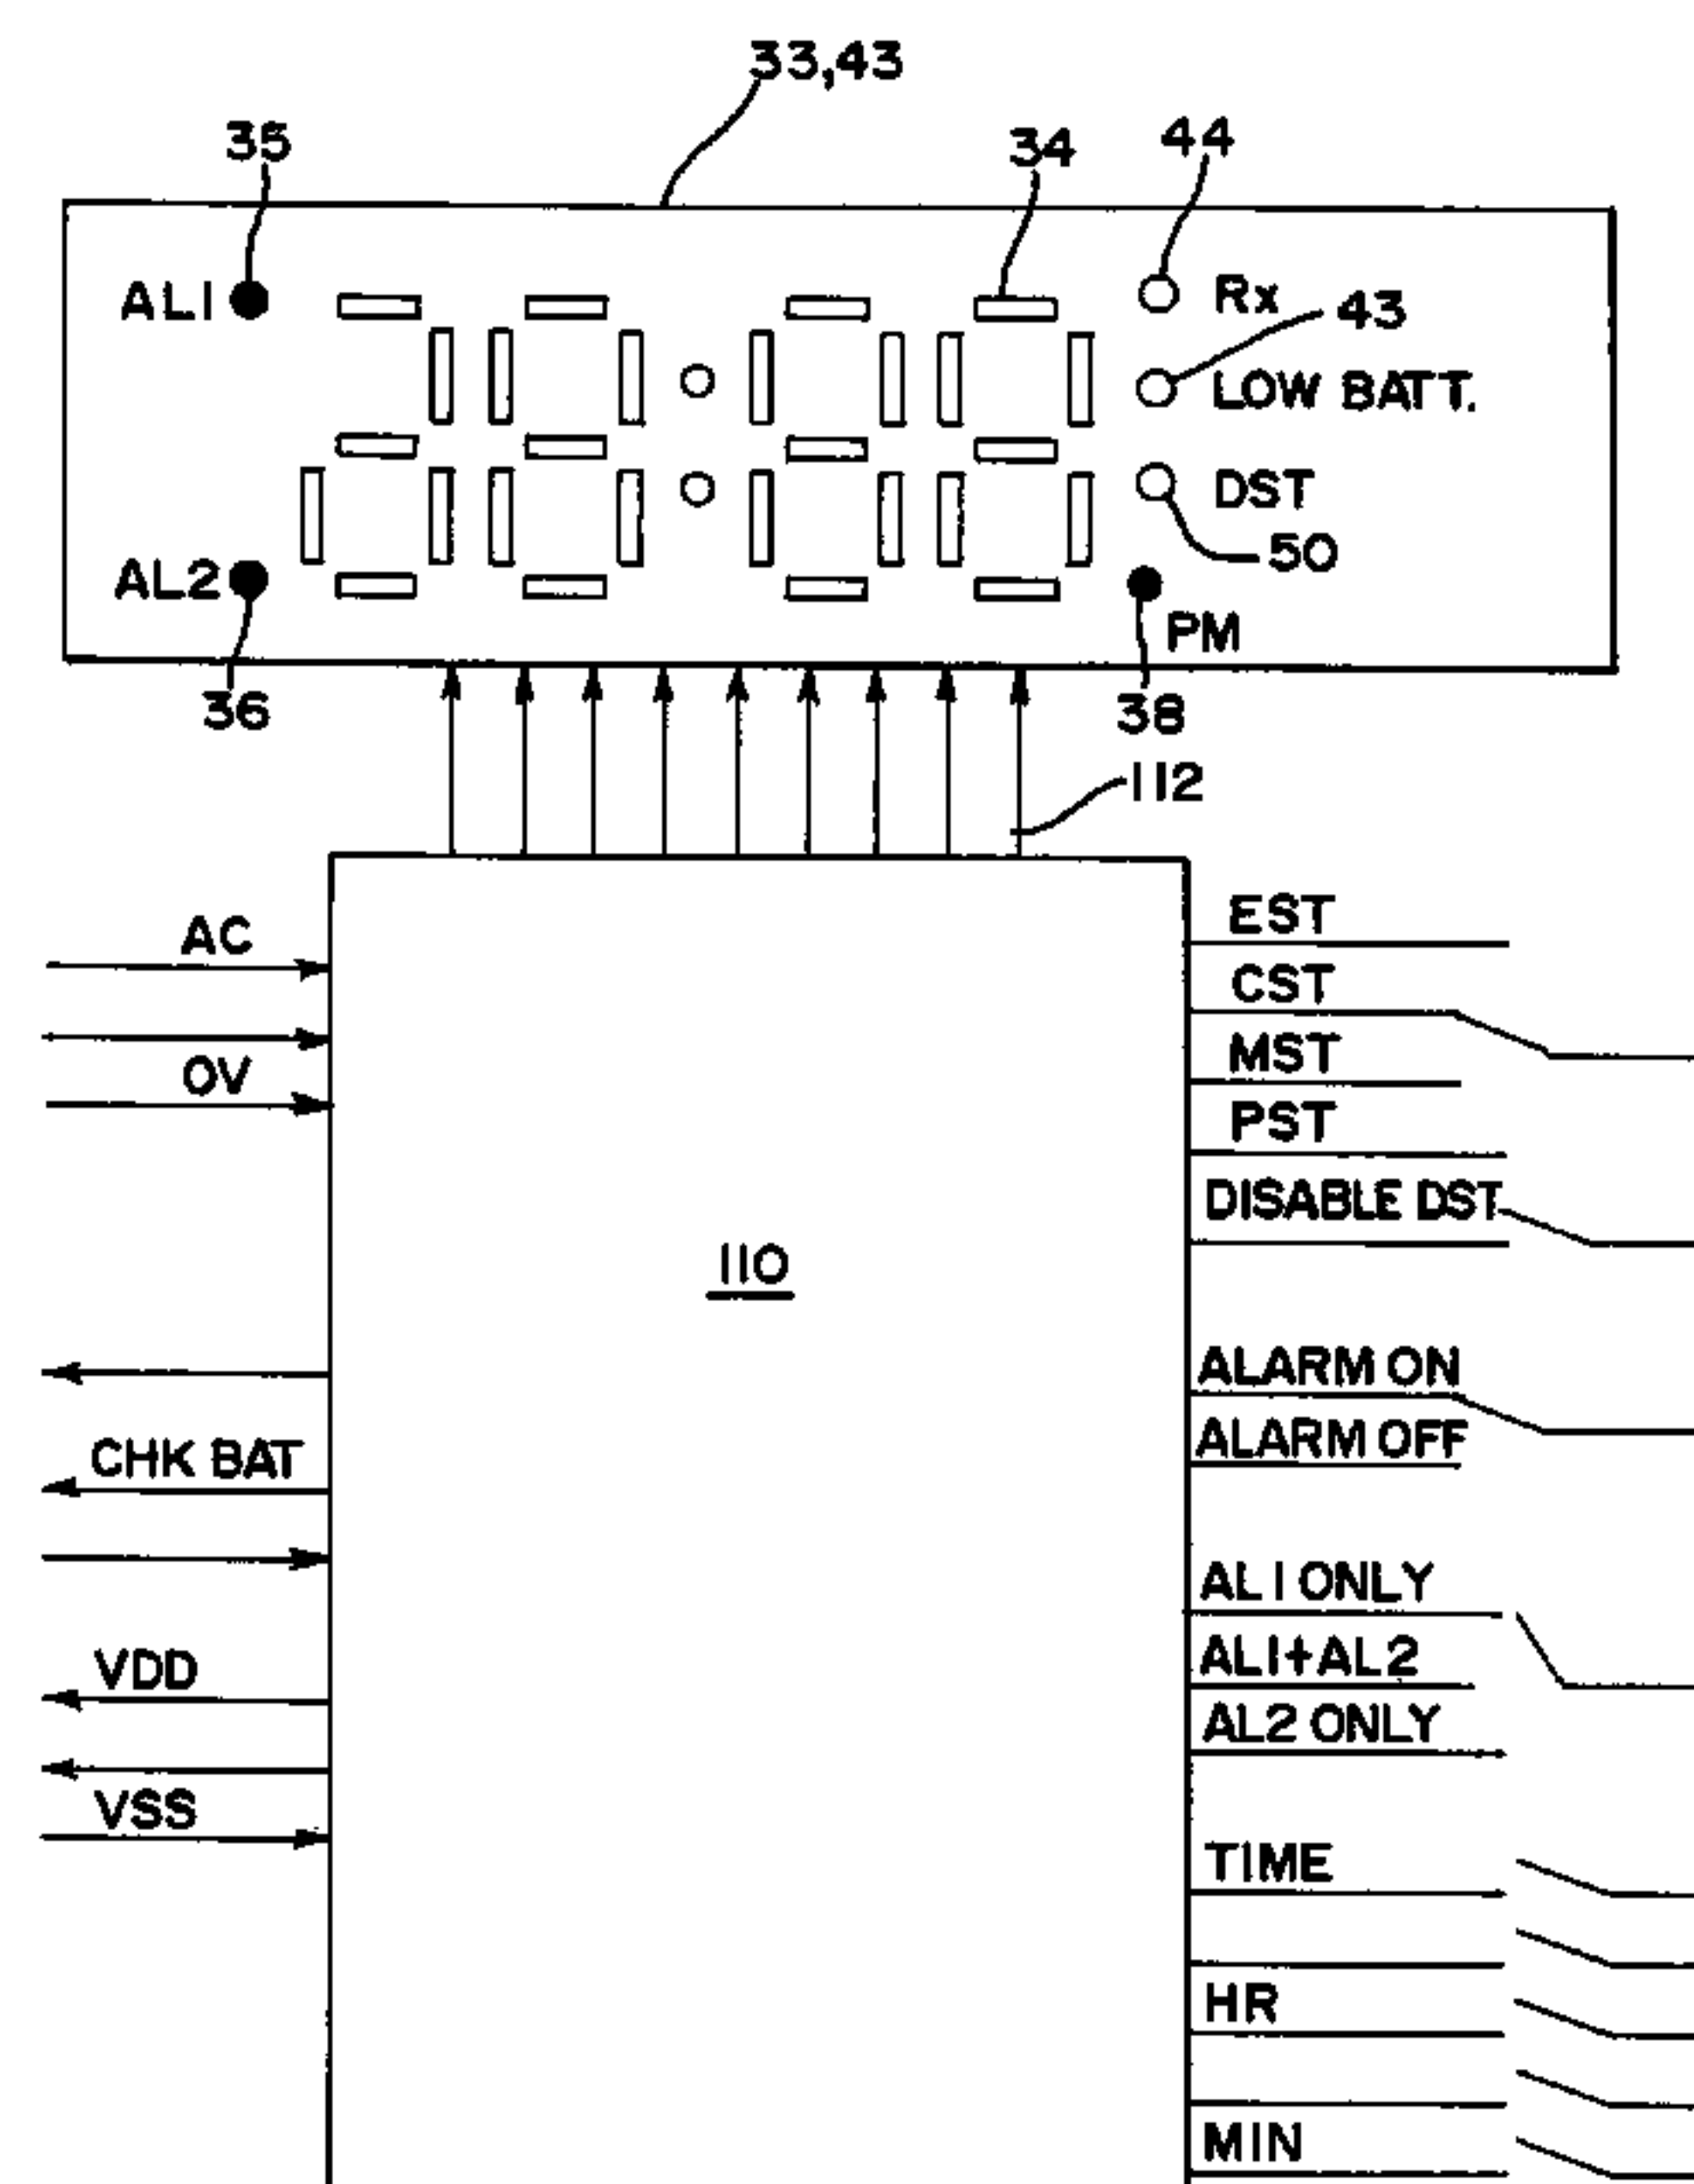 33,43
35
34
44
AL1
Rx
43
LOW BATT.
DST
50
AL2
PM
36
38
112
AC
EST
CST
OV
MST
PST
DISABLE DST
110
ALARM ON
ALARM OFF
CHK BAT
AL1 ONLY
AL1+AL2
VDD
AL2 ONLY
VSS
TIME
HR
MIN